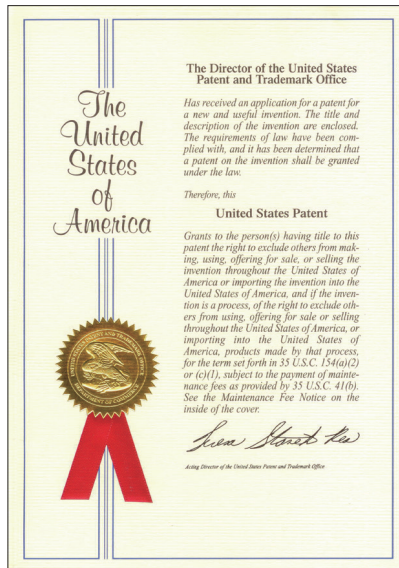 The
United
States
of
America
The Director of the United States
Patent and Trademark Office
Has received an application for a patent for
a new and useful invention. The title and
description of the invention are enclosed.
The requirements of law have been com-
plied with, and it has been determined that
a patent on the invention shall be granted
under the law.
Therefore, this
United States Patent
Grants to the person(s) having title to this
patent the right to exclude others from mak-
ing, using, offering for sale, or selling the
invention throughout the United States of
America or importing the invention into the
United States of America, and if the inven-
tion is a process, of the right to exclude oth-
ers from using, offering for sale or selling
throughout the United States of America, or
importing into the United States of
America, products made by that process,
for the term set forth in 35 U.S.C. 154(a)(2)
or (c)(1), subject to the payment of mainte-
nance fees as provided by 35 U.S.C. 41(b).
See the Maintenance Fee Notice on the
inside of the cover.
Acting Director of the United States Patent and Trademark Office